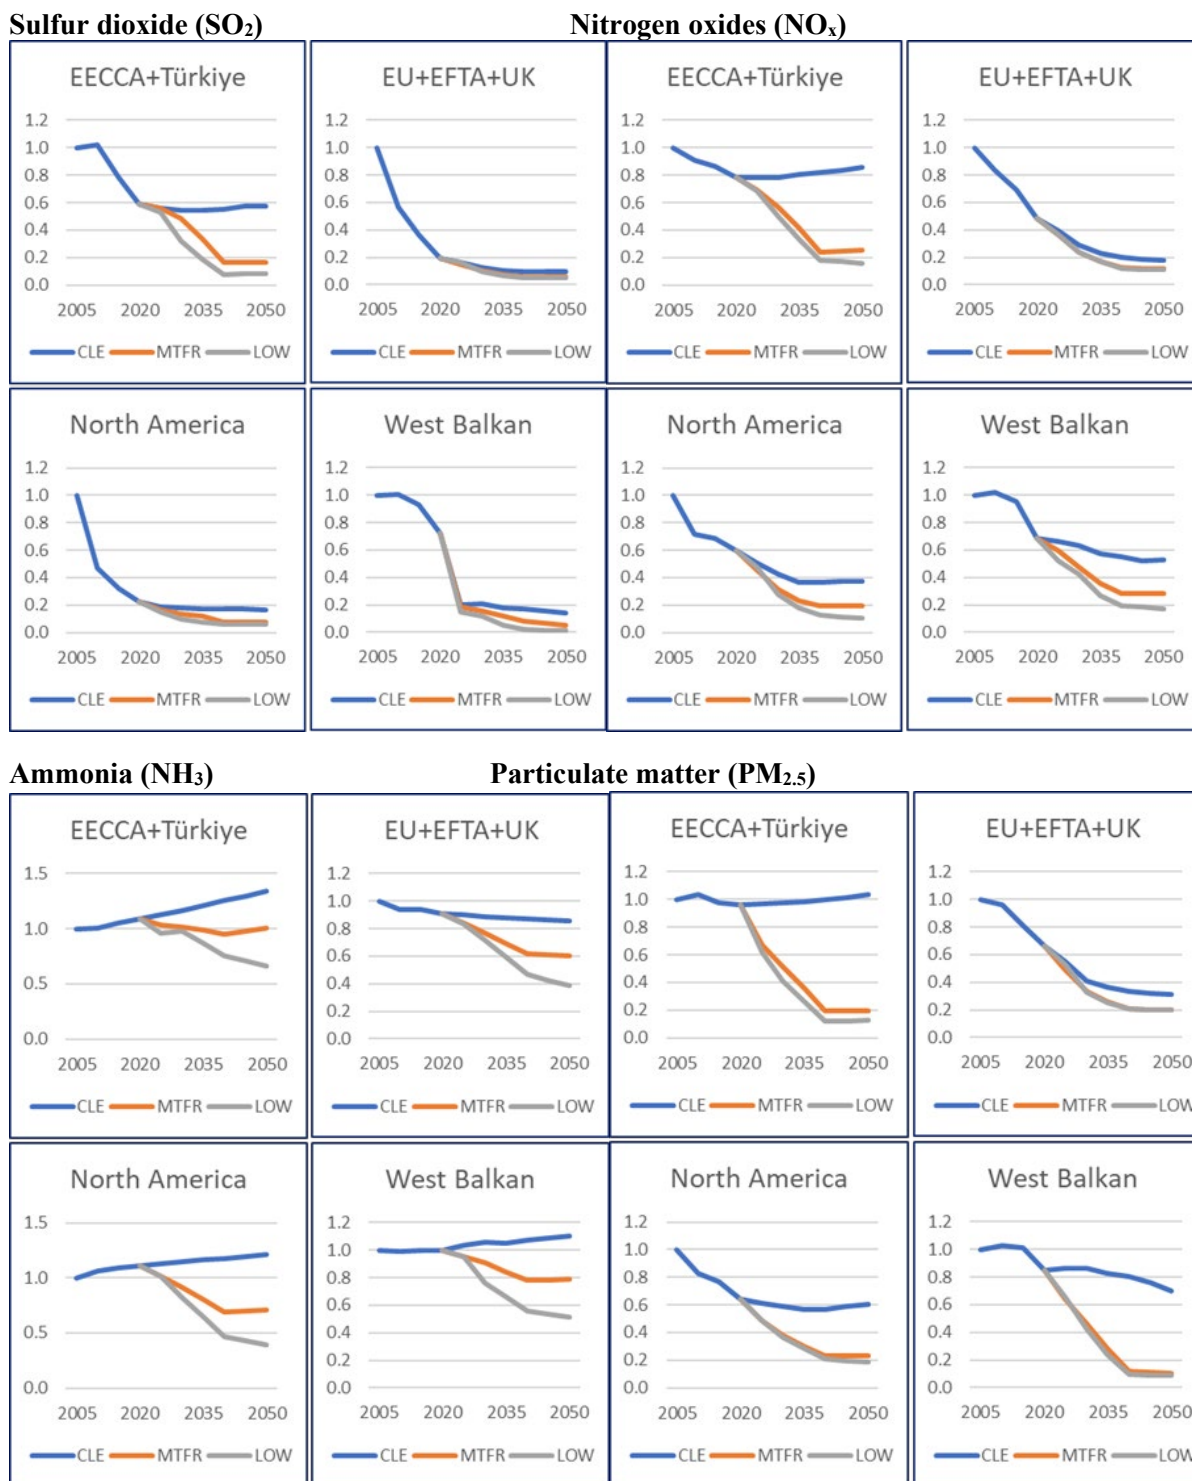 Sulfur dioxide (SO₂) Nitrogen oxides (NOₓ)
EECCA+Türkiye
1.2
1.0
0.8
0.6
0.4
0.2
0.0
2005 2020 2035 2050
CLE MTFR LOW
EU+EFTA+UK
1.2
1.0
0.8
0.6
0.4
0.2
0.0
2005 2020 2035 2050
CLE MTFR LOW
EECCA+Türkiye
1.2
1.0
0.8
0.6
0.4
0.2
0.0
2005 2020 2035 2050
CLE MTFR LOW
EU+EFTA+UK
1.2
1.0
0.8
0.6
0.4
0.2
0.0
2005 2020 2035 2050
CLE MTFR LOW
North America
1.2
1.0
0.8
0.6
0.4
0.2
0.0
2005 2020 2035 2050
CLE MTFR LOW
West Balkan
1.2
1.0
0.8
0.6
0.4
0.2
0.0
2005 2020 2035 2050
CLE MTFR LOW
North America
1.2
1.0
0.8
0.6
0.4
0.2
0.0
2005 2020 2035 2050
CLE MTFR LOW
West Balkan
1.2
1.0
0.8
0.6
0.4
0.2
0.0
2005 2020 2035 2050
CLE MTFR LOW
Ammonia (NH₃) Particulate matter (PM₂.₅)
EECCA+Türkiye
1.5
1.0
0.5
0.0
2005 2020 2035 2050
CLE MTFR LOW
EU+EFTA+UK
1.2
1.0
0.8
0.6
0.4
0.2
0.0
2005 2020 2035 2050
CLE MTFR LOW
EECCA+Türkiye
1.2
1.0
0.8
0.6
0.4
0.2
0.0
2005 2020 2035 2050
CLE MTFR LOW
EU+EFTA+UK
1.2
1.0
0.8
0.6
0.4
0.2
0.0
2005 2020 2035 2050
CLE MTFR LOW
North America
1.5
1.0
0.5
0.0
2005 2020 2035 2050
CLE MTFR LOW
West Balkan
1.2
1.0
0.8
0.6
0.4
0.2
0.0
2005 2020 2035 2050
CLE MTFR LOW
North America
1.2
1.0
0.8
0.6
0.4
0.2
0.0
2005 2020 2035 2050
CLE MTFR LOW
West Balkan
1.2
1.0
0.8
0.6
0.4
0.2
0.0
2005 2020 2035 2050
CLE MTFR LOW